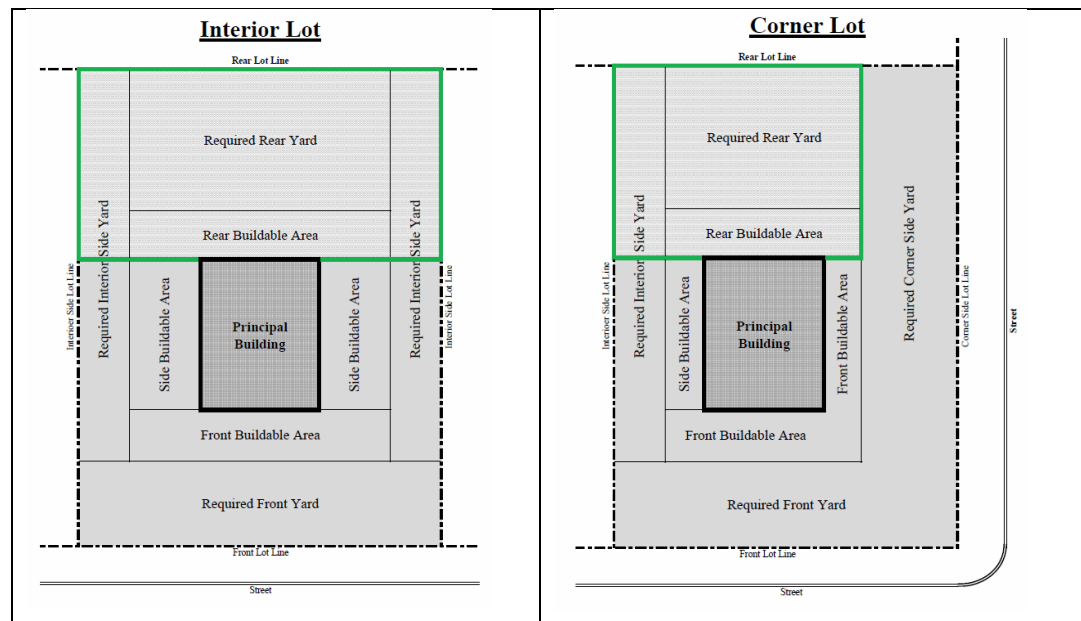 Interior Lot
Rear Lot Line
Required Rear Yard
Rear Buildable Area
Interioer Side Lot Line
Required Interior Side Yard
Side Buildable Area
Principal
Building
Side Buildable Area
Required Interior Side Yard
Interior Side Lot Line
Front Buildable Area
Required Front Yard
Front Lot Line
Street
Corner Lot
Rear Lot Line
Required Rear Yard
Rear Buildable Area
Interioer Side Lot Line
Required Interior Side Yard
Side Buildable Area
Principal
Building
Front Buildable Area
Required Corner Side Yard
Corner Side Lot Line
Street
Front Buildable Area
Required Front Yard
Front Lot Line
Street